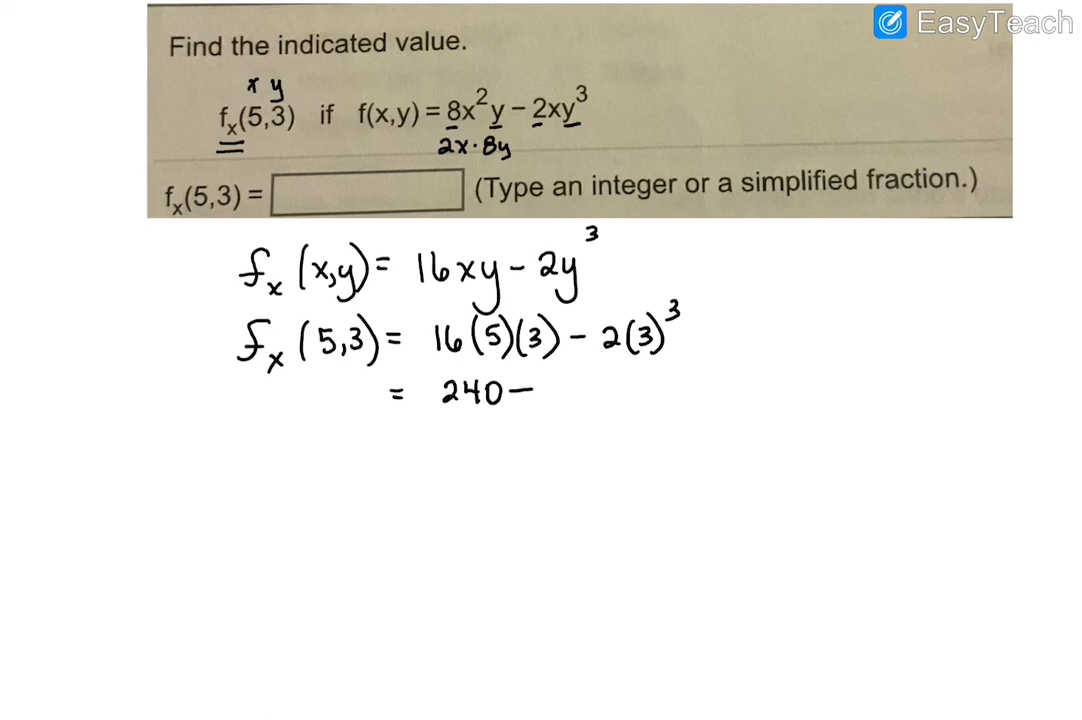 EasyTeach
Find the indicated value.
x y
fₓ(5,3) if f(x,y) = 8x²y − 2xy³
2x · 8y
fₓ(5,3) = (Type an integer or a simplified fraction.)
fₓ (x,y) = 16xy − 2y³
fₓ (5,3) = 16(5)(3) − 2(3)³
= 240 −